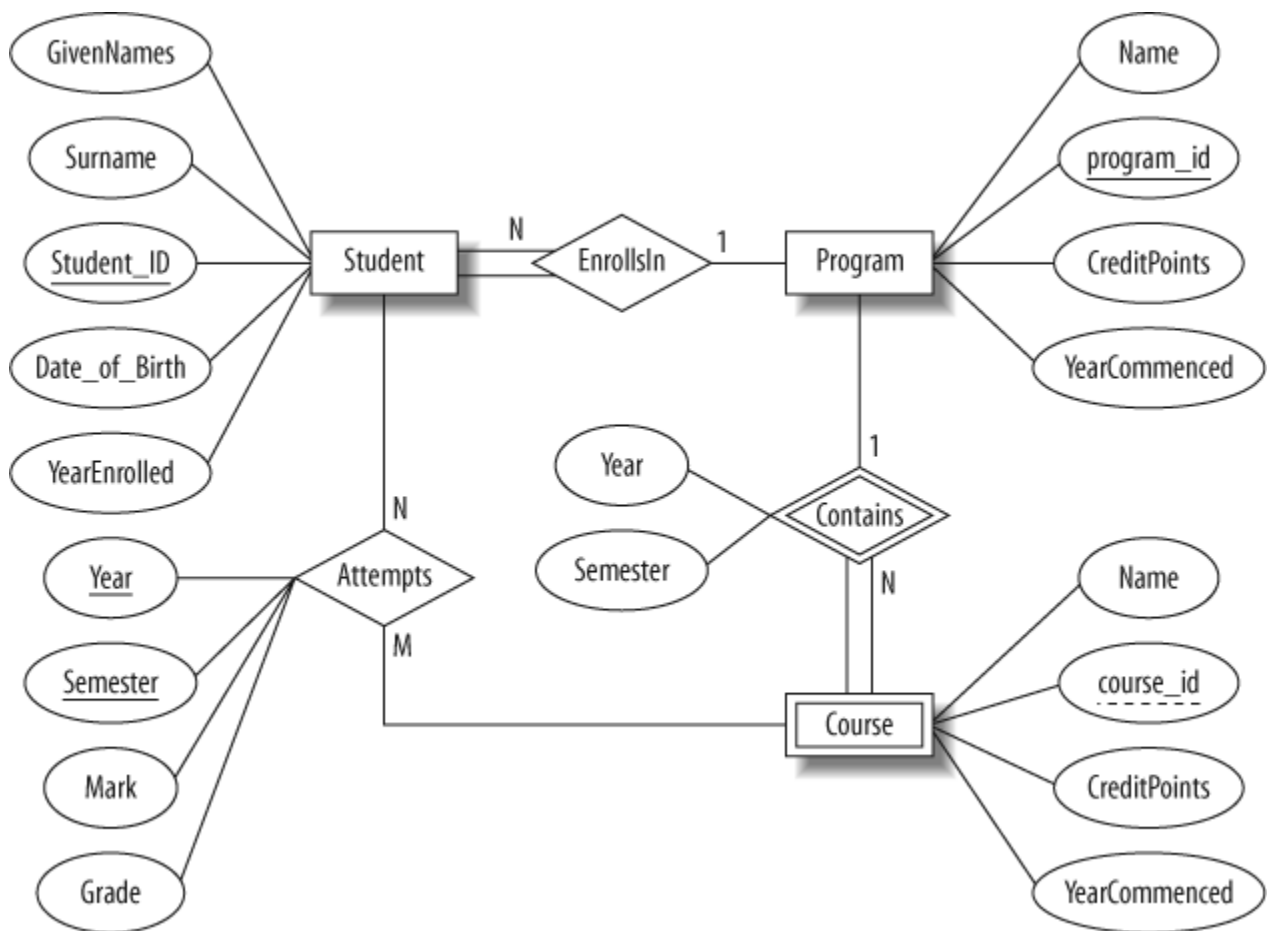 GivenNames
Surname
Student_ID
Date_of_Birth
YearEnrolled
Student
N
EnrollsIn
1
Program
Name
program_id
CreditPoints
YearCommenced
N
Attempts
M
Year
Semester
Mark
Grade
Year
Semester
1
Contains
N
Course
Name
course_id
CreditPoints
YearCommenced